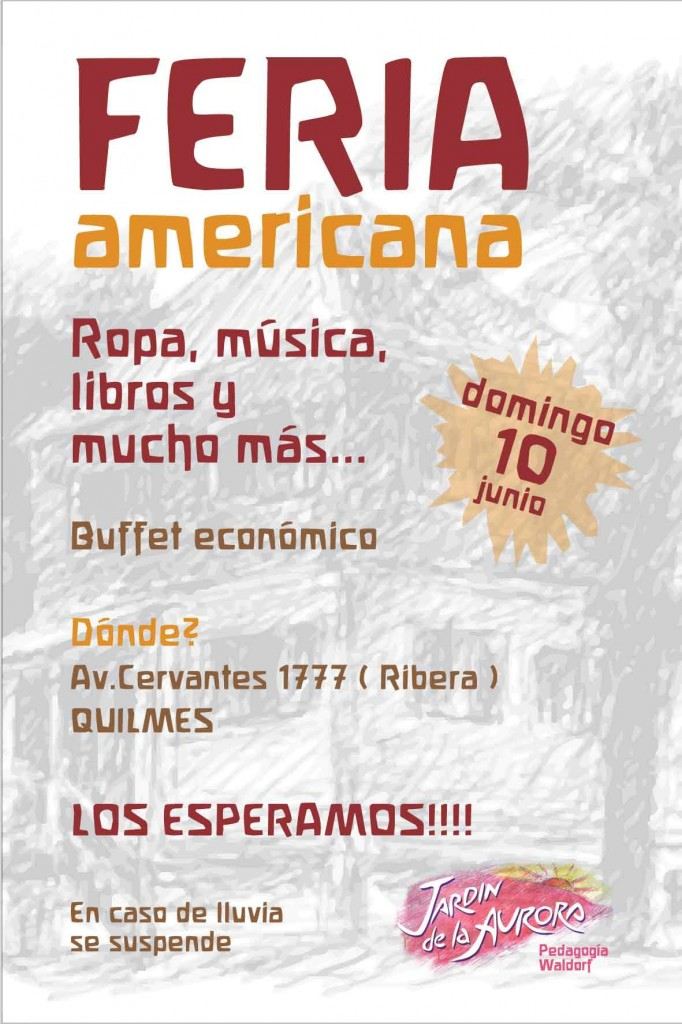 FERIA
americana
Ropa, música,
libros y
mucho más...
domingo
10
junio
Buffet económico
Dónde?
Av.Cervantes 1777 ( Ribera )
QUILMES
LOS ESPERAMOS!!!!
En caso de lluvia
se suspende
JARDIN
de la AURORA
Pedagogía
Waldorf